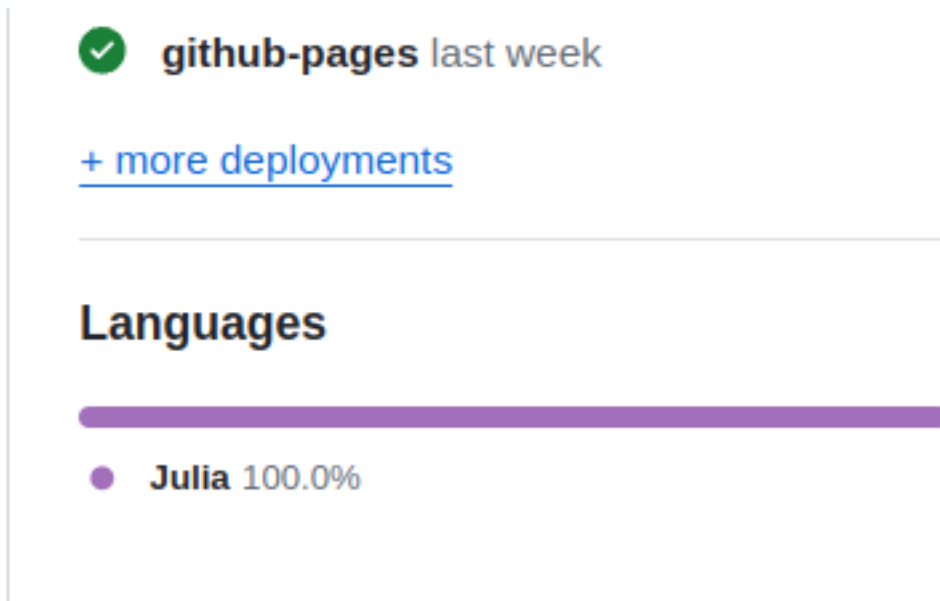 github-pages last week
+ more deployments
Languages
Julia 100.0%